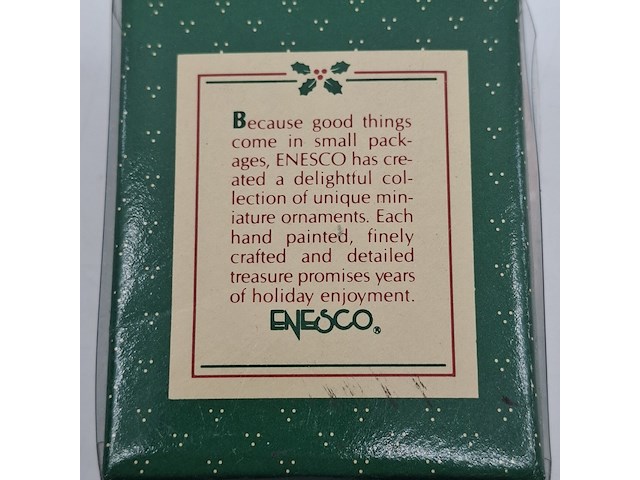 Because good things
come in small pack-
ages, ENESCO has cre-
ated a delightful col-
lection of unique min-
iature ornaments. Each
hand painted, finely
crafted and detailed
treasure promises years
of holiday enjoyment.
ENESCO®